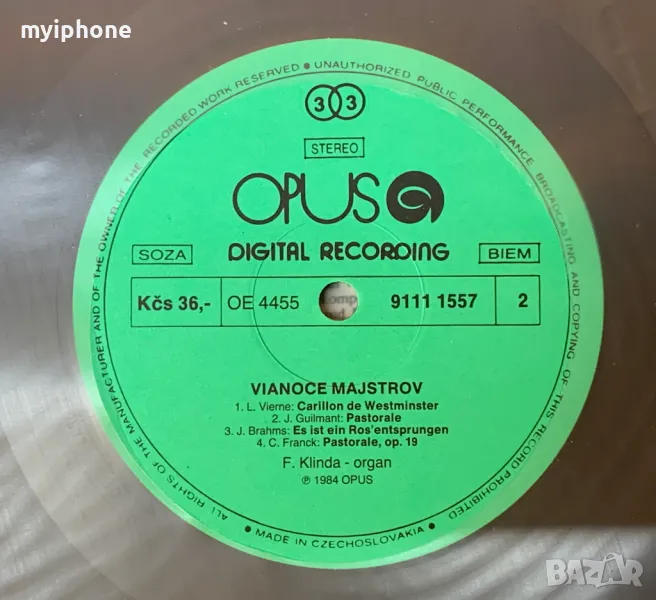 myiphone
ALL RIGHTS OF THE MANUFACTURER AND OF THE OWNER OF THE RECORDED WORK RESERVED • UNAUTHORIZED PUBLIC PERFORMANCE BROADCASTING AND COPYING OF THIS RECORD PROHIBITED
33
STEREO
OPUS
DIGITAL RECORDING
SOZA BIEM
Kčs 36,- OE 4455 9111 1557 2
VIANOCE MAJSTROV
1. L. Vierne: Carillon de Westminster
2. J. Guilmant: Pastorale
3. J. Brahms: Es ist ein Ros'entsprungen
4. C. Franck: Pastorale, op. 19
F. Klinda - organ
℗ 1984 OPUS
• MADE IN CZECHOSLOVAKIA •
BAZAR